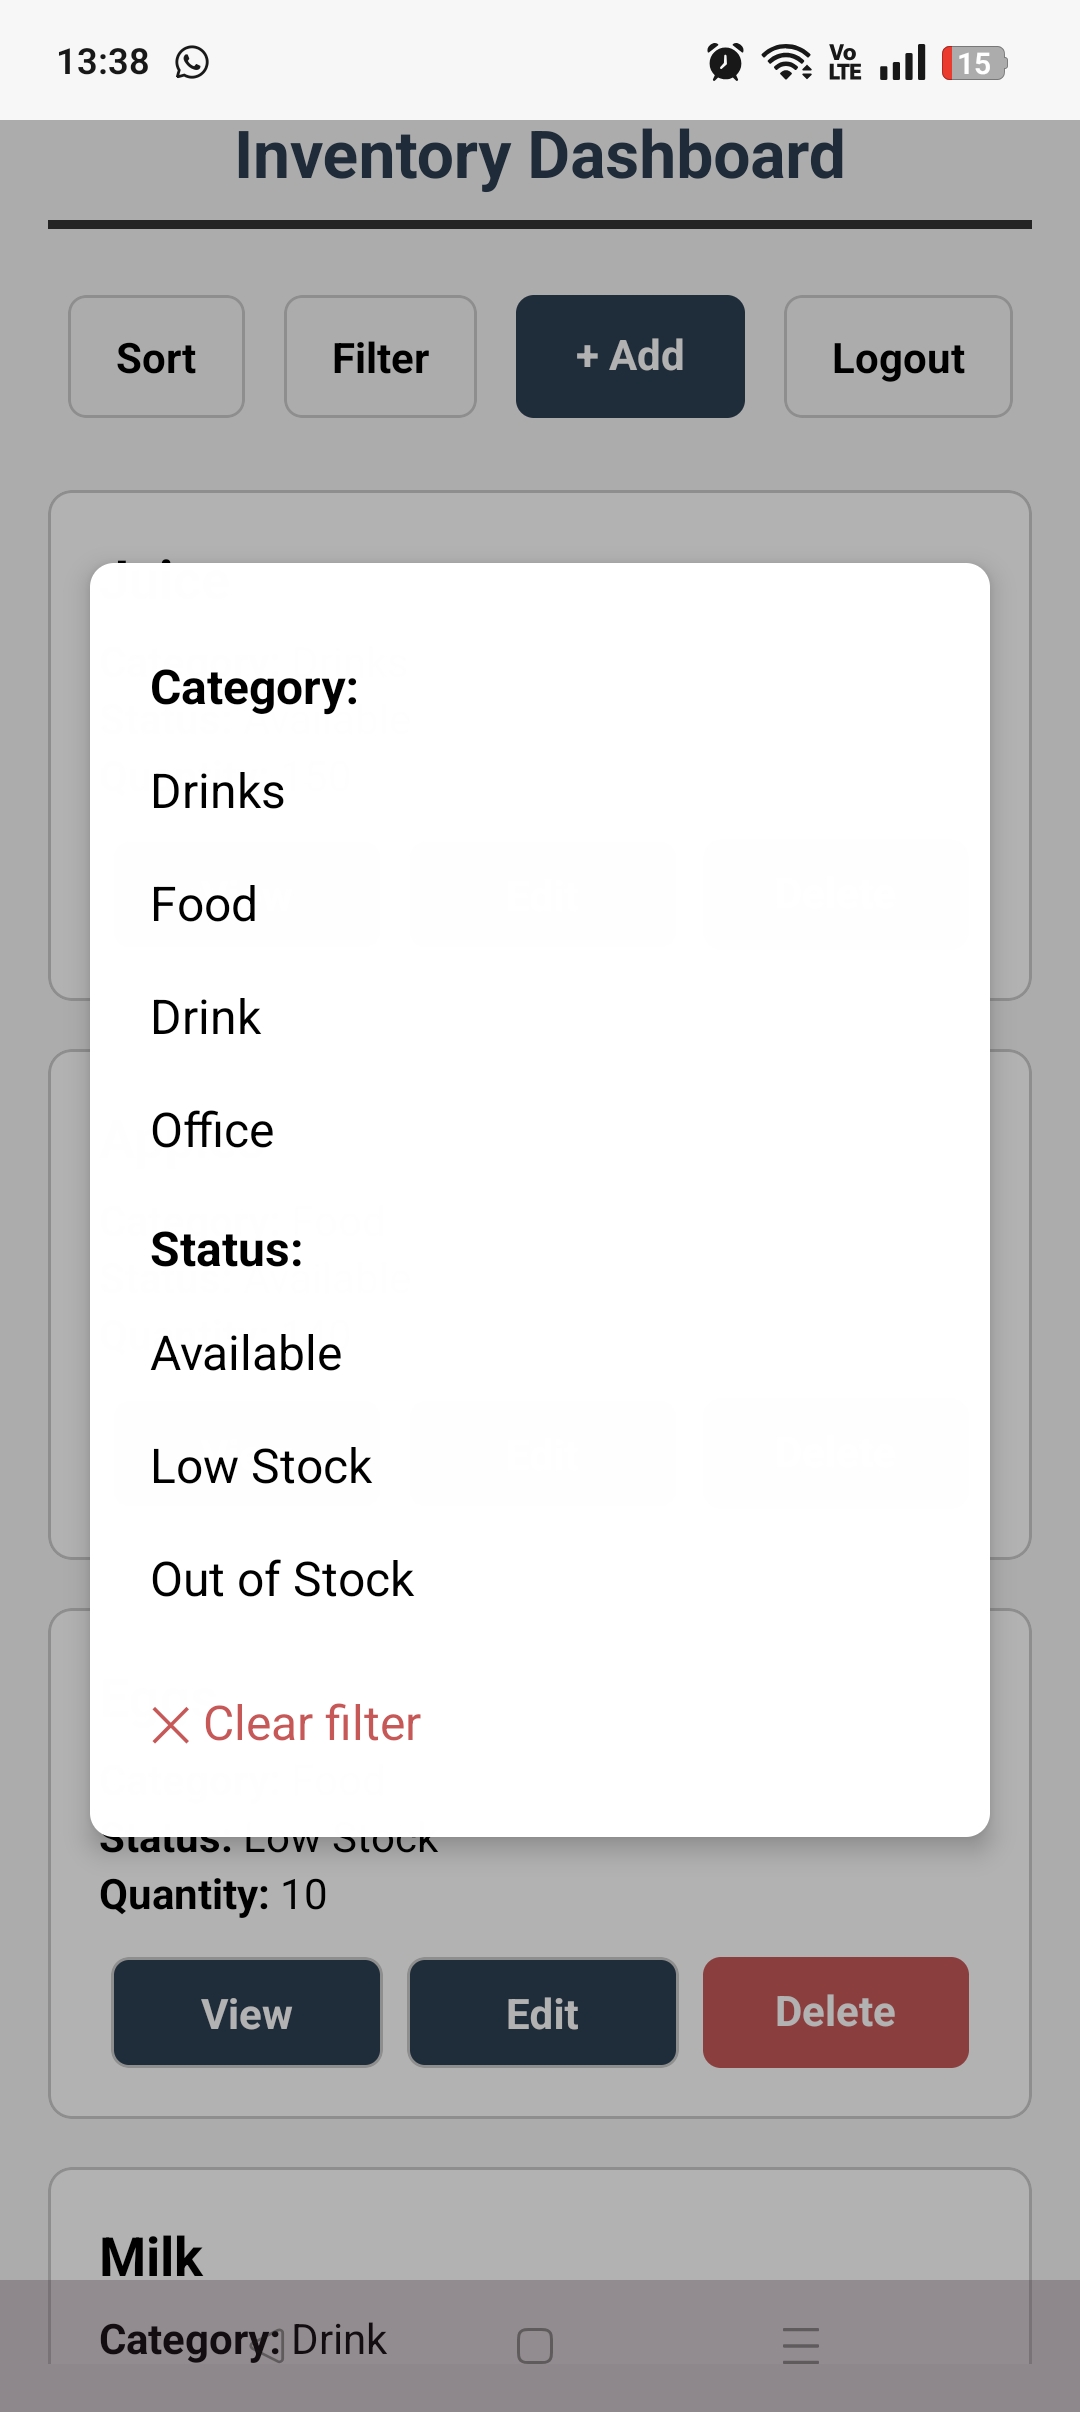 13:38
Vo
LTE
15
Inventory Dashboard
Sort Filter + Add Logout
Category:
Drinks
Food
Drink
Office
Status:
Available
Low Stock
Out of Stock
Clear filter
Status: Low Stock
Quantity: 10
View Edit Delete
Milk
Category: Drink